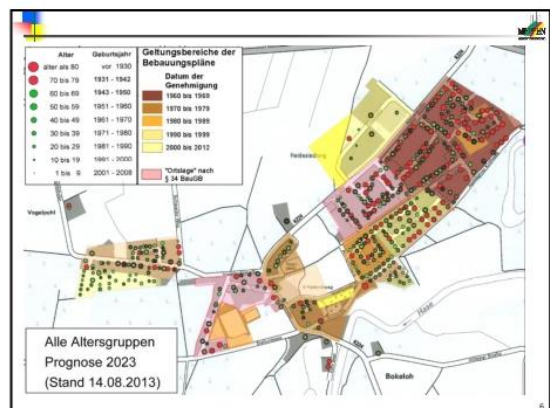 Alter Geburtsjahr
älter als 80 vor 1930
70 bis 79 1931 - 1942
60 bis 69 1943 - 1950
50 bis 59 1951 - 1960
40 bis 49 1961 - 1970
30 bis 39 1971 - 1980
20 bis 29 1981 - 1990
10 bis 19 1991 - 2000
1 bis 9 2001 - 2008
Geltungsbereiche der
Bebauungspläne
Datum der
Genehmigung
1960 bis 1969
1970 bis 1979
1980 bis 1989
1990 bis 1999
2000 bis 2012
"Ortslage" nach
§ 34 BauGB
Vogelpohl
Hase
Bokeloh
Alle Altersgruppen
Prognose 2023
(Stand 14.08.2013)